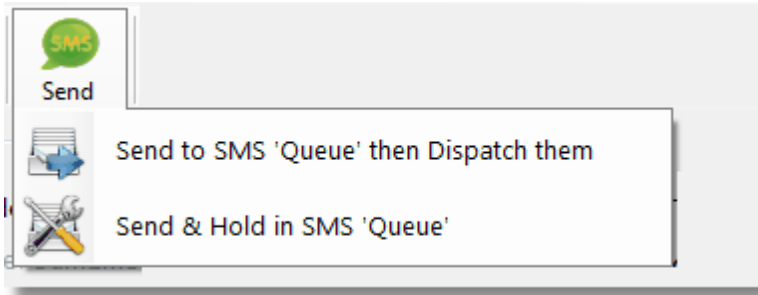 SMS
Send
Send to SMS 'Queue' then Dispatch them
Send & Hold in SMS 'Queue'